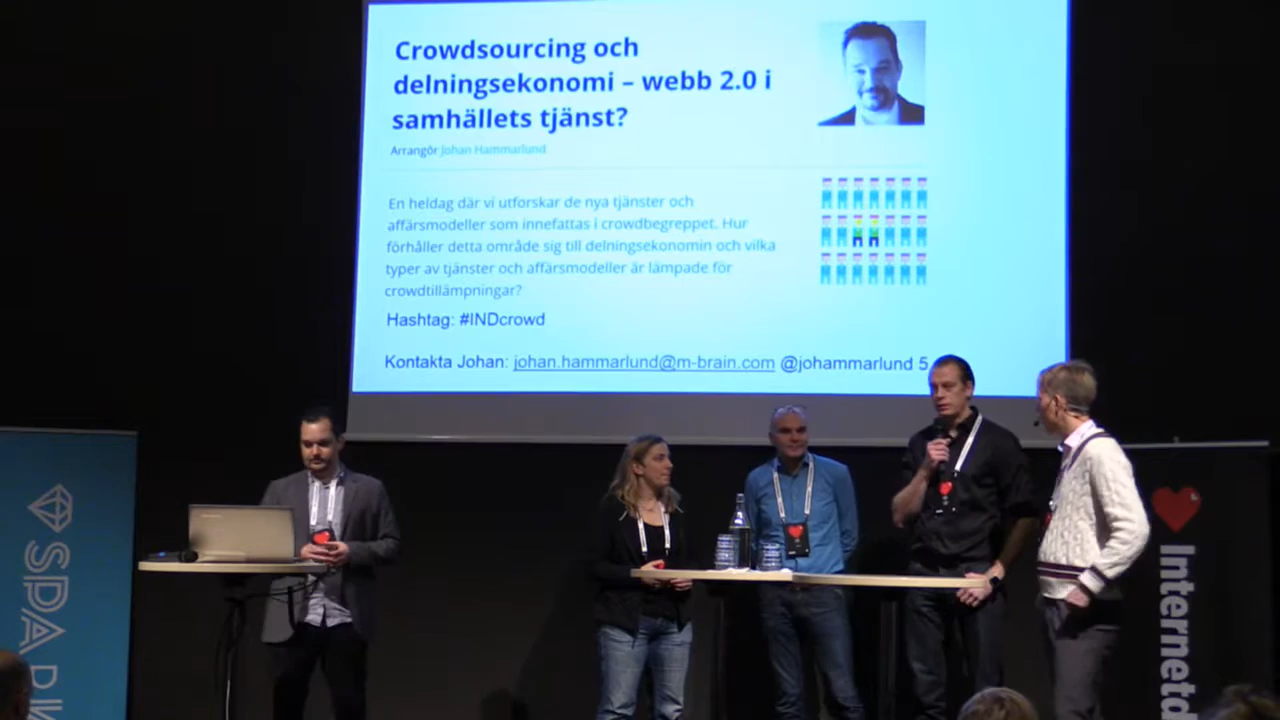 Crowdsourcing och
delningsekonomi – webb 2.0 i
samhällets tjänst?
Arrangör Johan Hammarlund
En heldag där vi utforskar de nya tjänster och
affärsmodeller som innefattas i crowdbegreppet. Hur
förhåller detta område sig till delningsekonomin och vilka
typer av tjänster och affärsmodeller är lämpade för
crowdtillämpningar?
Hashtag: #INDcrowd
Kontakta Johan: johan.hammarlund@m-brain.com @johammarlund 5
SPA
Internetd